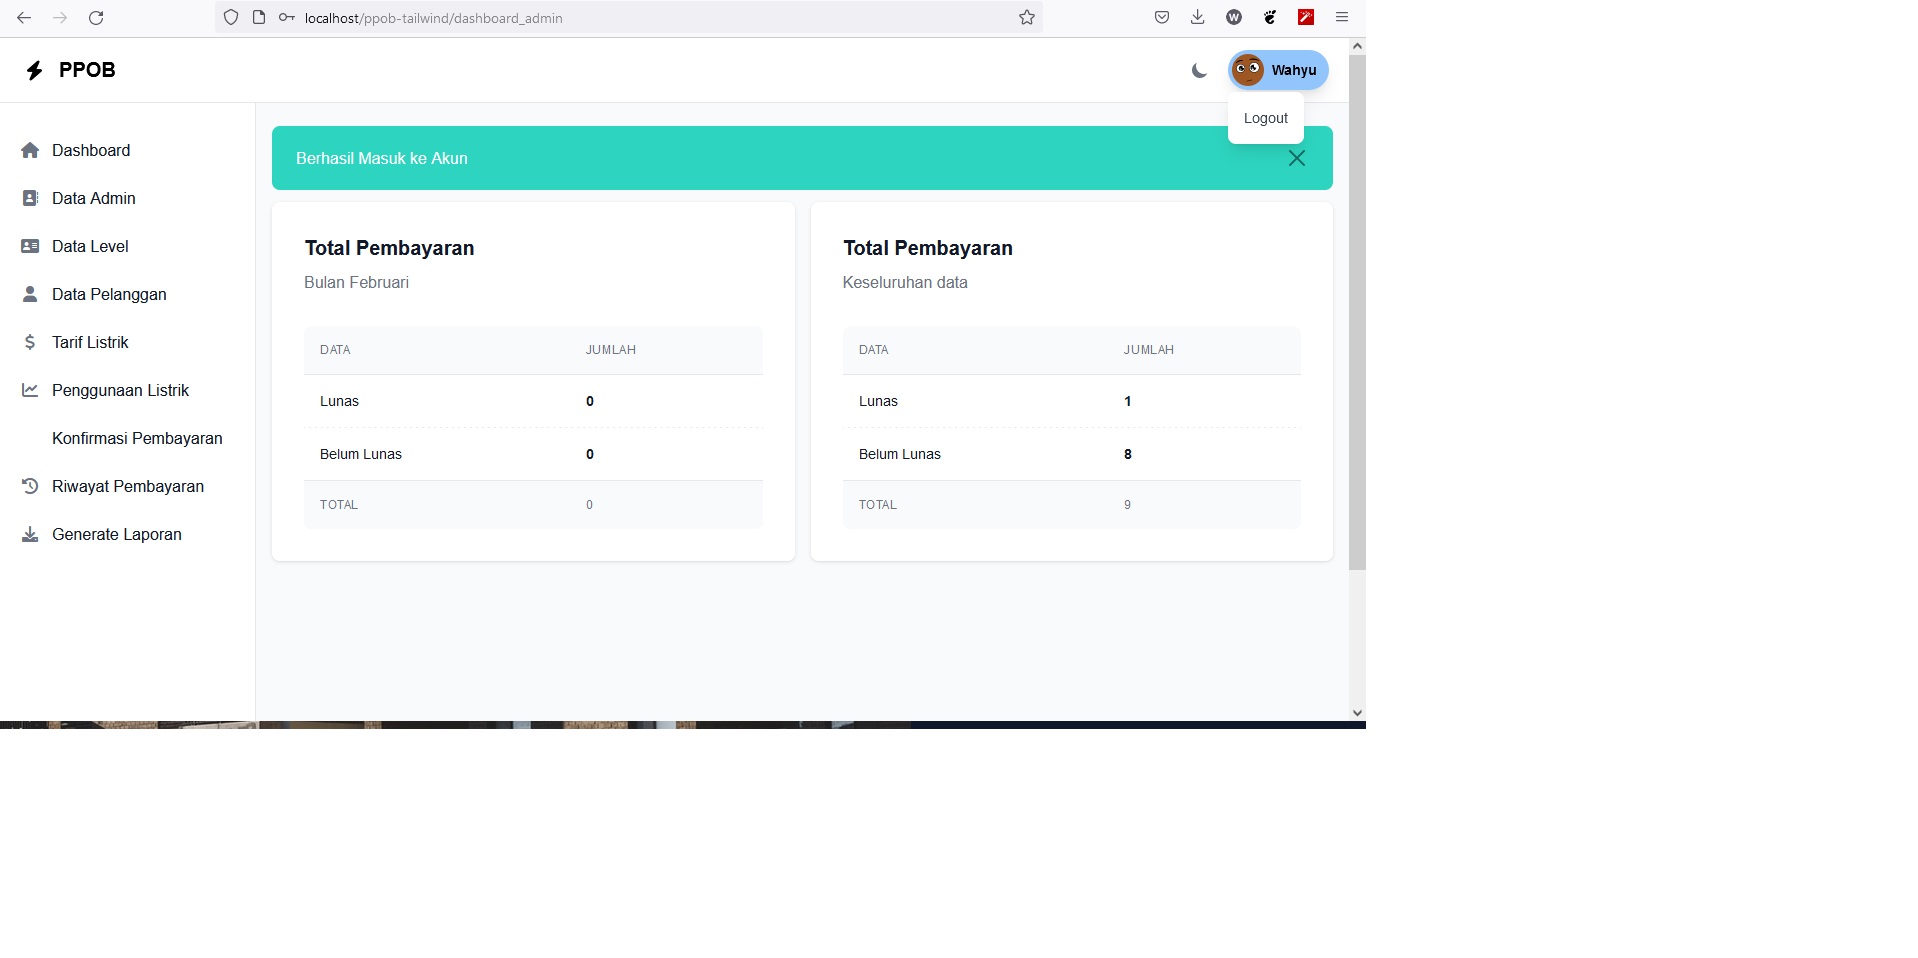 localhost/ppob-tailwind/dashboard_admin
W
PPOB
Wahyu
Logout
Dashboard
Data Admin
Data Level
Data Pelanggan
Tarif Listrik
Penggunaan Listrik
Konfirmasi Pembayaran
Riwayat Pembayaran
Generate Laporan
Berhasil Masuk ke Akun
Total Pembayaran
Bulan Februari
DATA JUMLAH
Lunas 0
Belum Lunas 0
TOTAL 0
Total Pembayaran
Keseluruhan data
DATA JUMLAH
Lunas 1
Belum Lunas 8
TOTAL 9